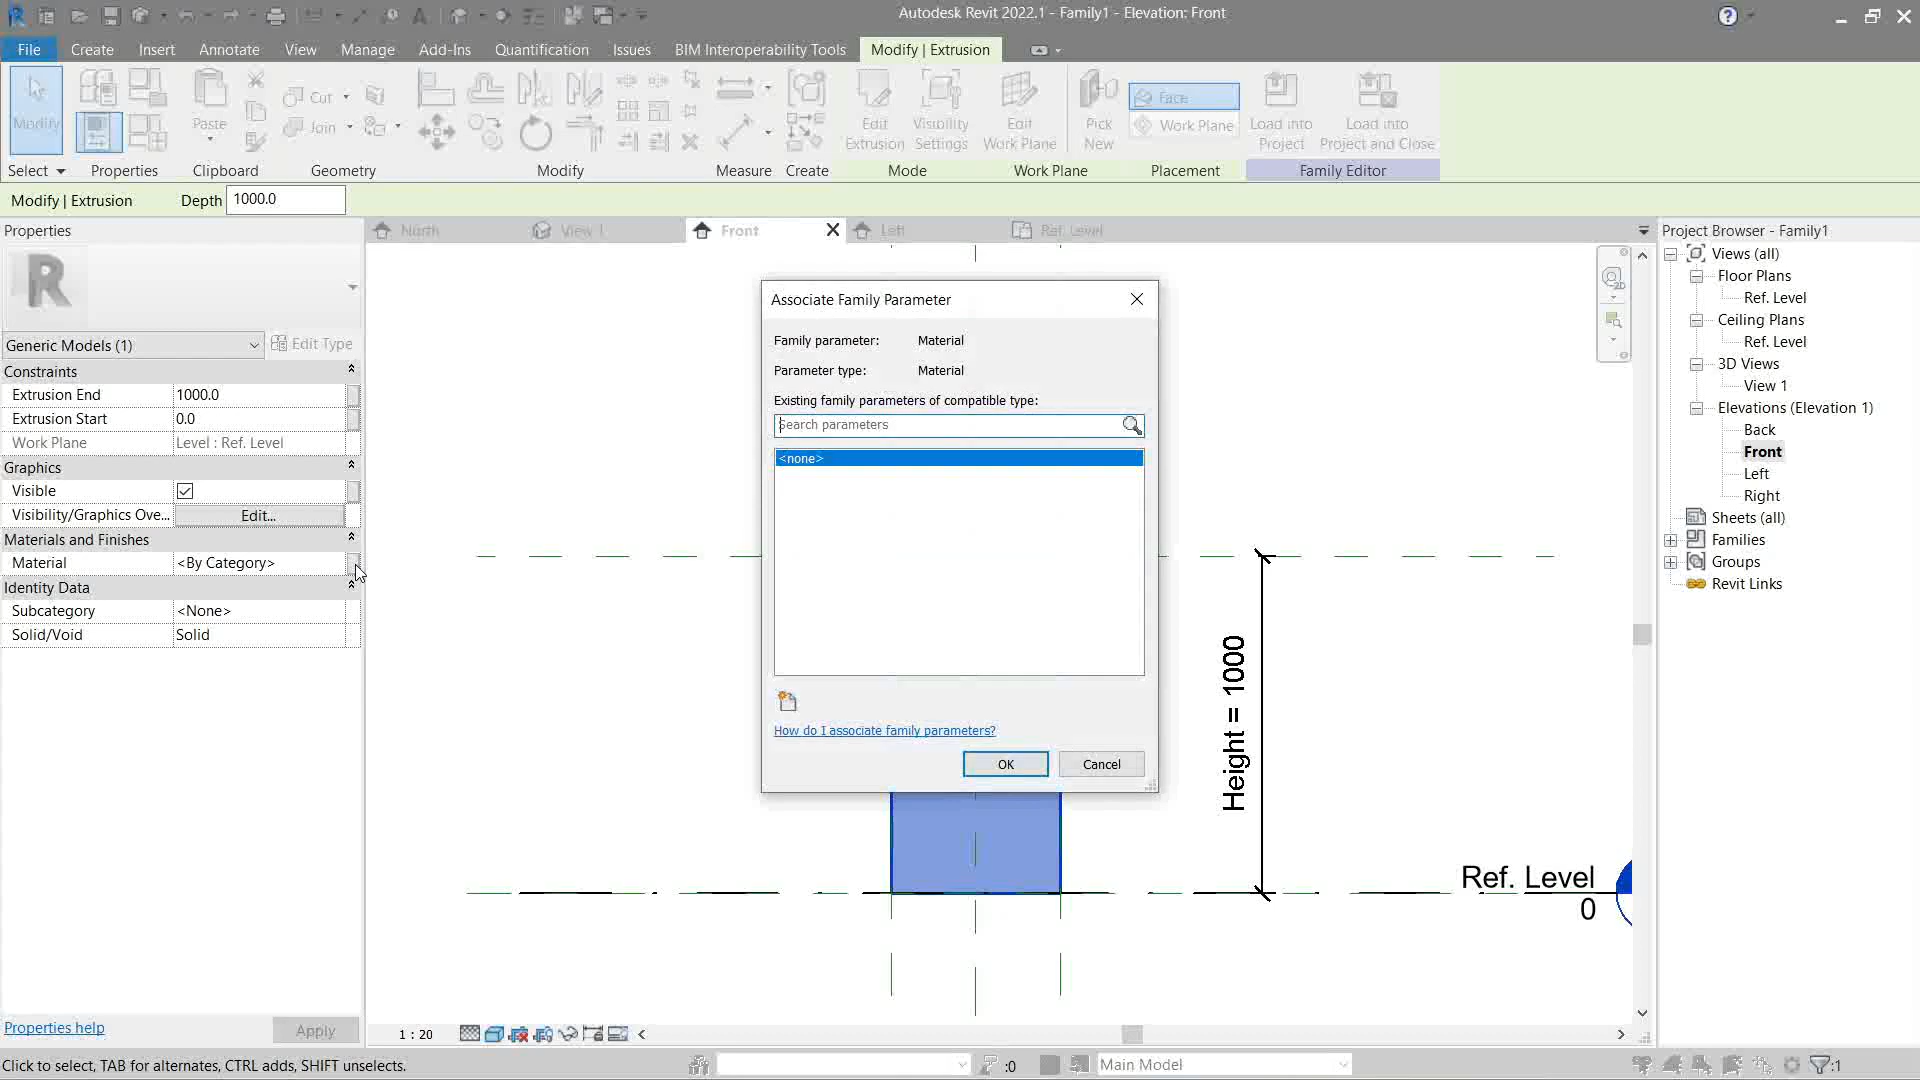 Autodesk Revit 2022.1 - Family1 - Elevation: Front
File Create Insert Annotate View Manage Add-Ins Quantification Issues BIM Interoperability Tools Modify | Extrusion
Modify
Paste
Cut
Join
Edit Extrusion
Visibility Settings
Edit Work Plane
Pick New
Face
Work Plane
Load into Project
Load into Project and Close
Select Properties Clipboard Geometry Modify Measure Create Mode Work Plane Placement Family Editor
Modify | Extrusion Depth 1000.0
Properties
North View 1 Front Left Ref. Level
Generic Models (1) Edit Type
Constraints
Extrusion End 1000.0
Extrusion Start 0.0
Work Plane Level : Ref. Level
Graphics
Visible
Visibility/Graphics Ove... Edit...
Materials and Finishes
Material <By Category>
Identity Data
Subcategory <None>
Solid/Void Solid
Properties help Apply
Associate Family Parameter
Family parameter: Material
Parameter type: Material
Existing family parameters of compatible type:
Search parameters
<none>
How do I associate family parameters?
OK Cancel
Height = 1000
Ref. Level
0
2D
Project Browser - Family1
Views (all)
Floor Plans
Ref. Level
Ceiling Plans
Ref. Level
3D Views
View 1
Elevations (Elevation 1)
Back
Front
Left
Right
Sheets (all)
Families
Groups
Revit Links
1 : 20
Click to select, TAB for alternates, CTRL adds, SHIFT unselects. :0 Main Model :1